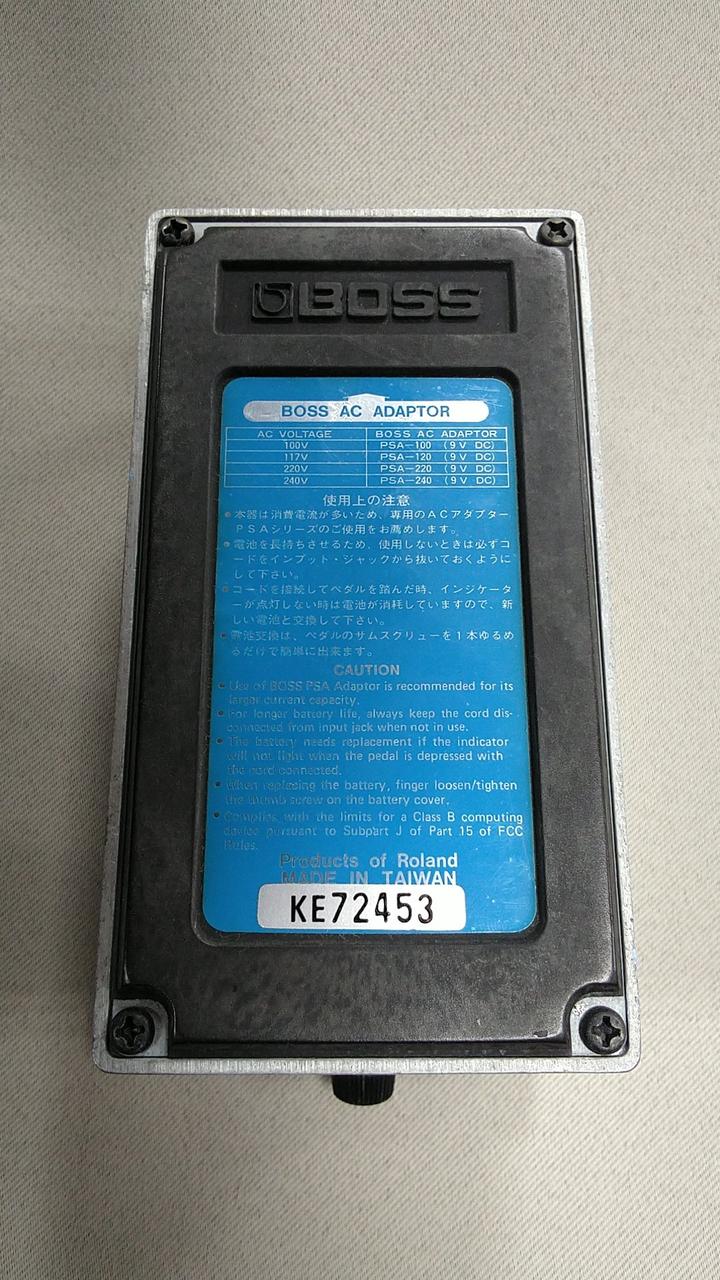 BOSS
BOSS AC ADAPTOR
AC VOLTAGE BOSS AC ADAPTOR
100V PSA-100 (9V DC)
117V PSA-120 (9V DC)
220V PSA-220 (9V DC)
240V PSA-240 (9V DC)
使用上の注意
●本器は消費電流が多いため、専用のACアダプター
PSAシリーズのご使用をお薦めします。
●電池を長持ちさせるため、使用しないときは必ずコ
ードをインプット・ジャックから抜いておくように
して下さい。
●コードを接続してペダルを踏んだ時、インジケータ
ーが点灯しない時は電池が消耗していますので、新
しい電池と交換して下さい。
●電池交換は、ペダルのサムスクリューを1本ゆるめ
るだけで簡単に出来ます。
CAUTION
● Use of BOSS PSA Adaptor is recommended for its
larger current capacity.
● For longer battery life, always keep the cord dis-
connected from input jack when not in use.
● The battery needs replacement if the indicator
will not light when the pedal is depressed with
the cord connected.
● When replacing the battery, finger loosen/tighten
the thumb screw on the battery cover.
● Complies with the limits for a Class B computing
device pursuant to Subpart J of Part 15 of FCC
Rules.
Products of Roland
MADE IN TAIWAN
KE72453